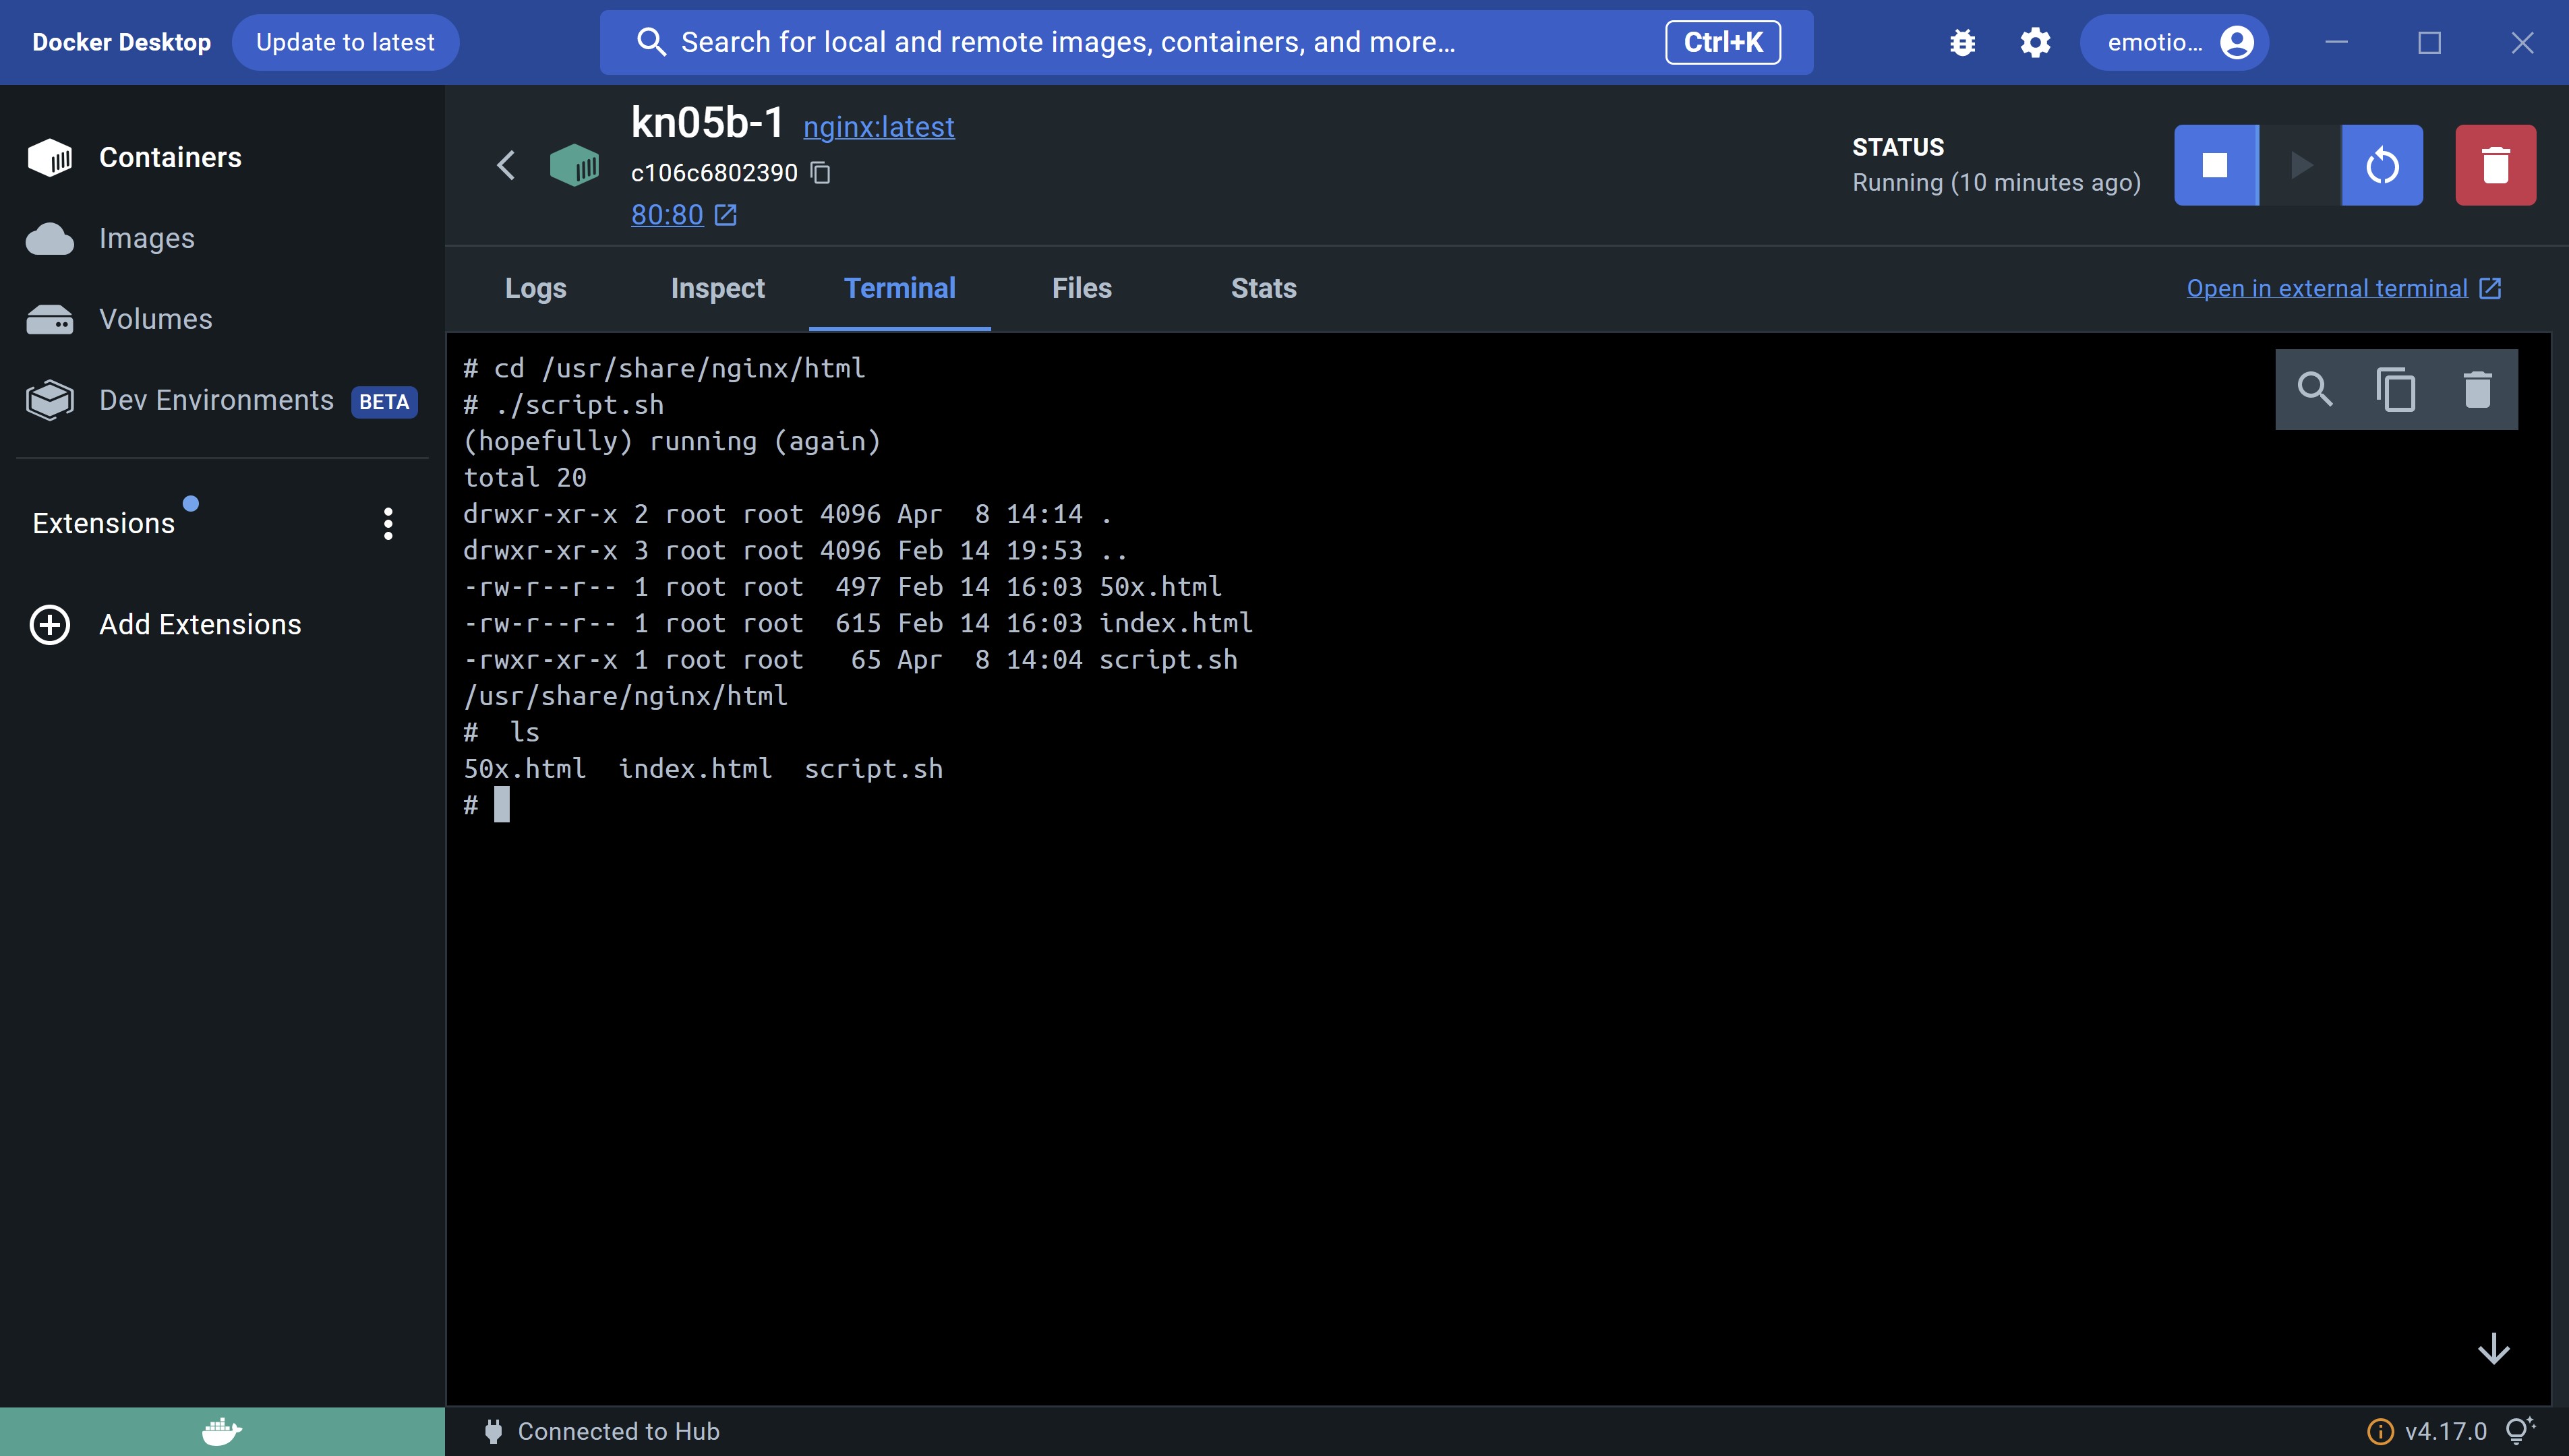 Docker Desktop
Update to latest
Search for local and remote images, containers, and more...
Ctrl+K
emotio...
Containers
Images
Volumes
Dev Environments BETA
Extensions
Add Extensions
kn05b-1 nginx:latest
c106c6802390
80:80
STATUS
Running (10 minutes ago)
Logs Inspect Terminal Files Stats
Open in external terminal
# cd /usr/share/nginx/html
# ./script.sh
(hopefully) running (again)
total 20
drwxr-xr-x 2 root root 4096 Apr  8 14:14 .
drwxr-xr-x 3 root root 4096 Feb 14 19:53 ..
-rw-r--r-- 1 root root  497 Feb 14 16:03 50x.html
-rw-r--r-- 1 root root  615 Feb 14 16:03 index.html
-rwxr-xr-x 1 root root   65 Apr  8 14:04 script.sh
/usr/share/nginx/html
#  ls
50x.html  index.html  script.sh
#
Connected to Hub
v4.17.0